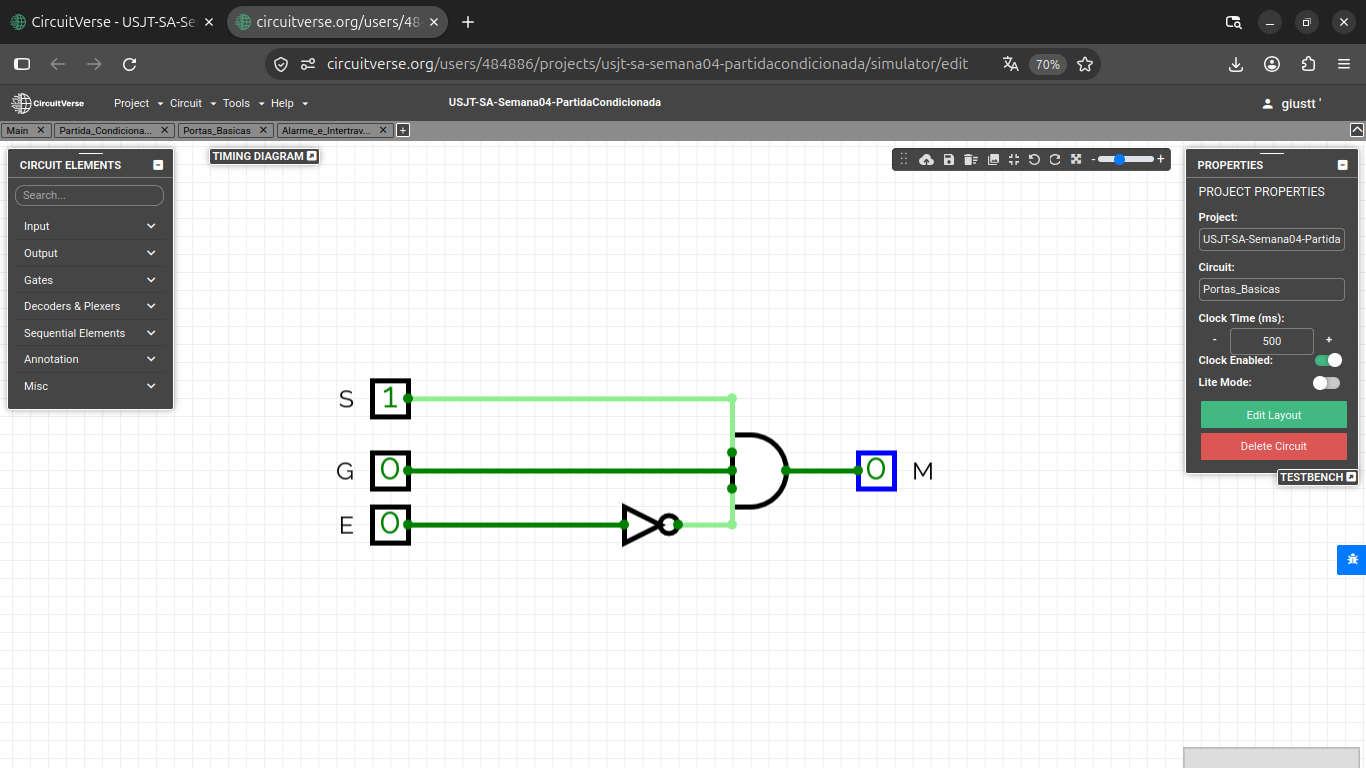 CircuitVerse - USJT-SA-Se
circuitverse.org/users/48
circuitverse.org/users/484886/projects/usjt-sa-semana04-partidacondicionada/simulator/edit
70%
CircuitVerse
Project
Circuit
Tools
Help
USJT-SA-Semana04-PartidaCondicionada
giustt '
Main
Partida_Condiciona...
Portas_Basicas
Alarme_e_Intertrav...
CIRCUIT ELEMENTS
Search...
Input
Output
Gates
Decoders & Plexers
Sequential Elements
Annotation
Misc
TIMING DIAGRAM
- +
S 1
G 0
E 0
0 M
PROPERTIES
PROJECT PROPERTIES
Project:
USJT-SA-Semana04-Partida
Circuit:
Portas_Basicas
Clock Time (ms):
- 500 +
Clock Enabled:
Lite Mode:
Edit Layout
Delete Circuit
TESTBENCH